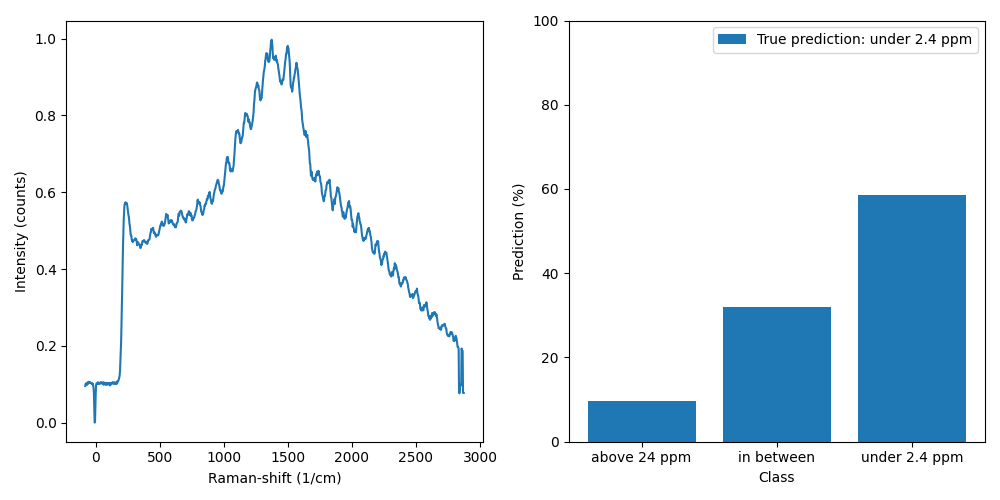 1.0
0.8
0.6
0.4
0.2
0.0
Intensity (counts)
0 500 1000 1500 2000 2500 3000
Raman-shift (1/cm)
100
80
60
40
20
0
Prediction (%)
True prediction: under 2.4 ppm
above 24 ppm in between under 2.4 ppm
Class